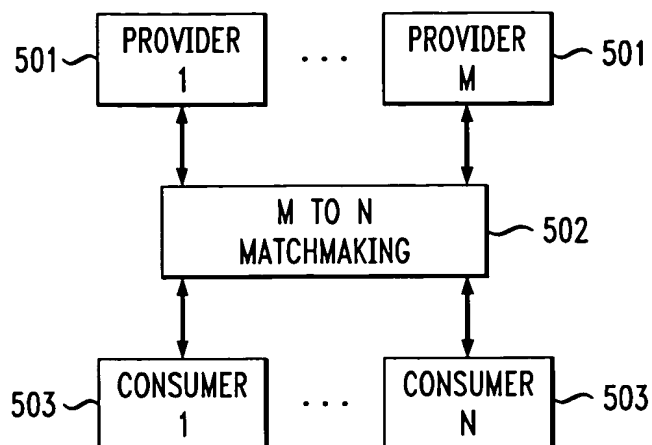 501 PROVIDER 1 ... PROVIDER M 501
M TO N
MATCHMAKING 502
503 CONSUMER 1 ... CONSUMER N 503